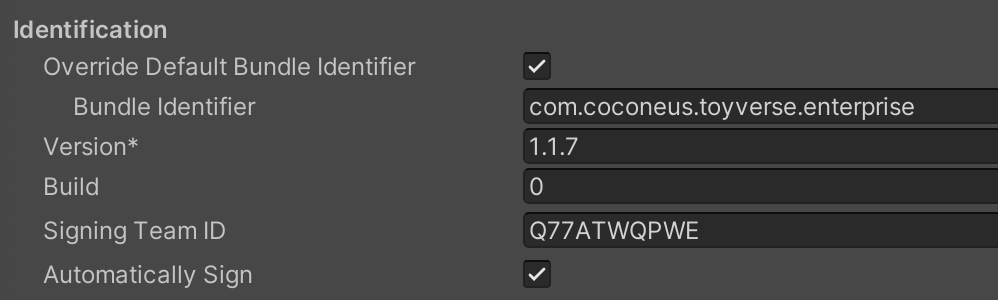 Identification
Override Default Bundle Identifier
Bundle Identifier com.coconeus.toyverse.enterprise
Version* 1.1.7
Build 0
Signing Team ID Q77ATWQPWE
Automatically Sign